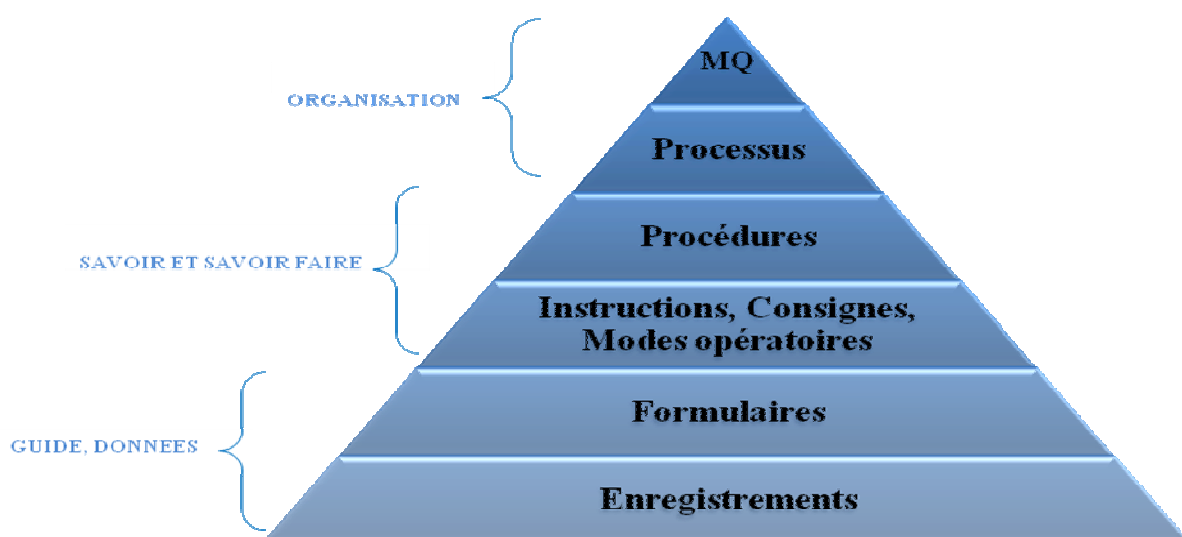 MQ
ORGANISATION
Processus
Procédures
SAVOIR ET SAVOIR FAIRE
Instructions, Consignes,
Modes opératoires
Formulaires
GUIDE, DONNEES
Enregistrements